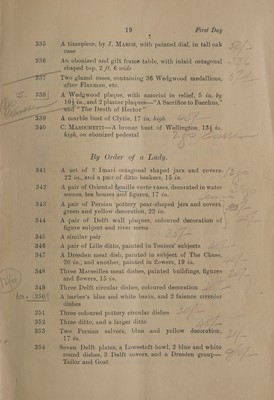 19 First Day
335 A timepiece, by J. MARCH, with painted dial, in tall oak
case
336 An ebonized and gilt frame table, with inlaid octagonal
shaped top, 2 ft. 6 wide
337 Two glazed cases, containing 36 Wedgwood medallions,
after Flaxman, etc.
338 A Wedgwood plaque, with amorini in relief, 5 in. by
10½ in., and 2 plaster plaques—"A Sacrifice to Bacchus,"
and "The Death of Hector"
339 A marble bust of Clytie, 17 in. high
340 C. MAROCHETTI—A bronze bust of Wellington, 13½ in.
high, on ebonized pedestal
By Order of a Lady.
341 A set of 3 Imari octagonal shaped jars and covers
22 in., and a pair of ditto beakers, 15 in.
342 A pair of Oriental famille verte vases, decorated in water
scenes, tea houses and figures, 17 in.
343 A pair of Persian pottery pear-shaped jars and covers,
green and yellow decoration, 22 in.
344 A pair of Delft wall plaques, coloured decoration of
figure subject and river scene
345 A similar pair
346 A pair of Lille ditto, painted in Teniers' subjects
347 A Dresden meat dish, painted in subject of The Chase,
20 in., and another, painted in flowers, 19 in.
348 Three Marseilles meat dishes, painted buildings, figures
and flowers, 15 in.
349 Three Delft circular dishes, coloured decoration
350 A barber's blue and white basin, and 2 faience circular
dishes
351 Three coloured pottery circular dishes
352 Three ditto, and a larger ditto
353 Two Persian salvers, blue and yellow decoration,
17 in.
354 Seven Delft plates, a Lowestoft bowl, 2 blue and white
round dishes, 3 Delft covers, and a Dresden group—
Tailor and Goat